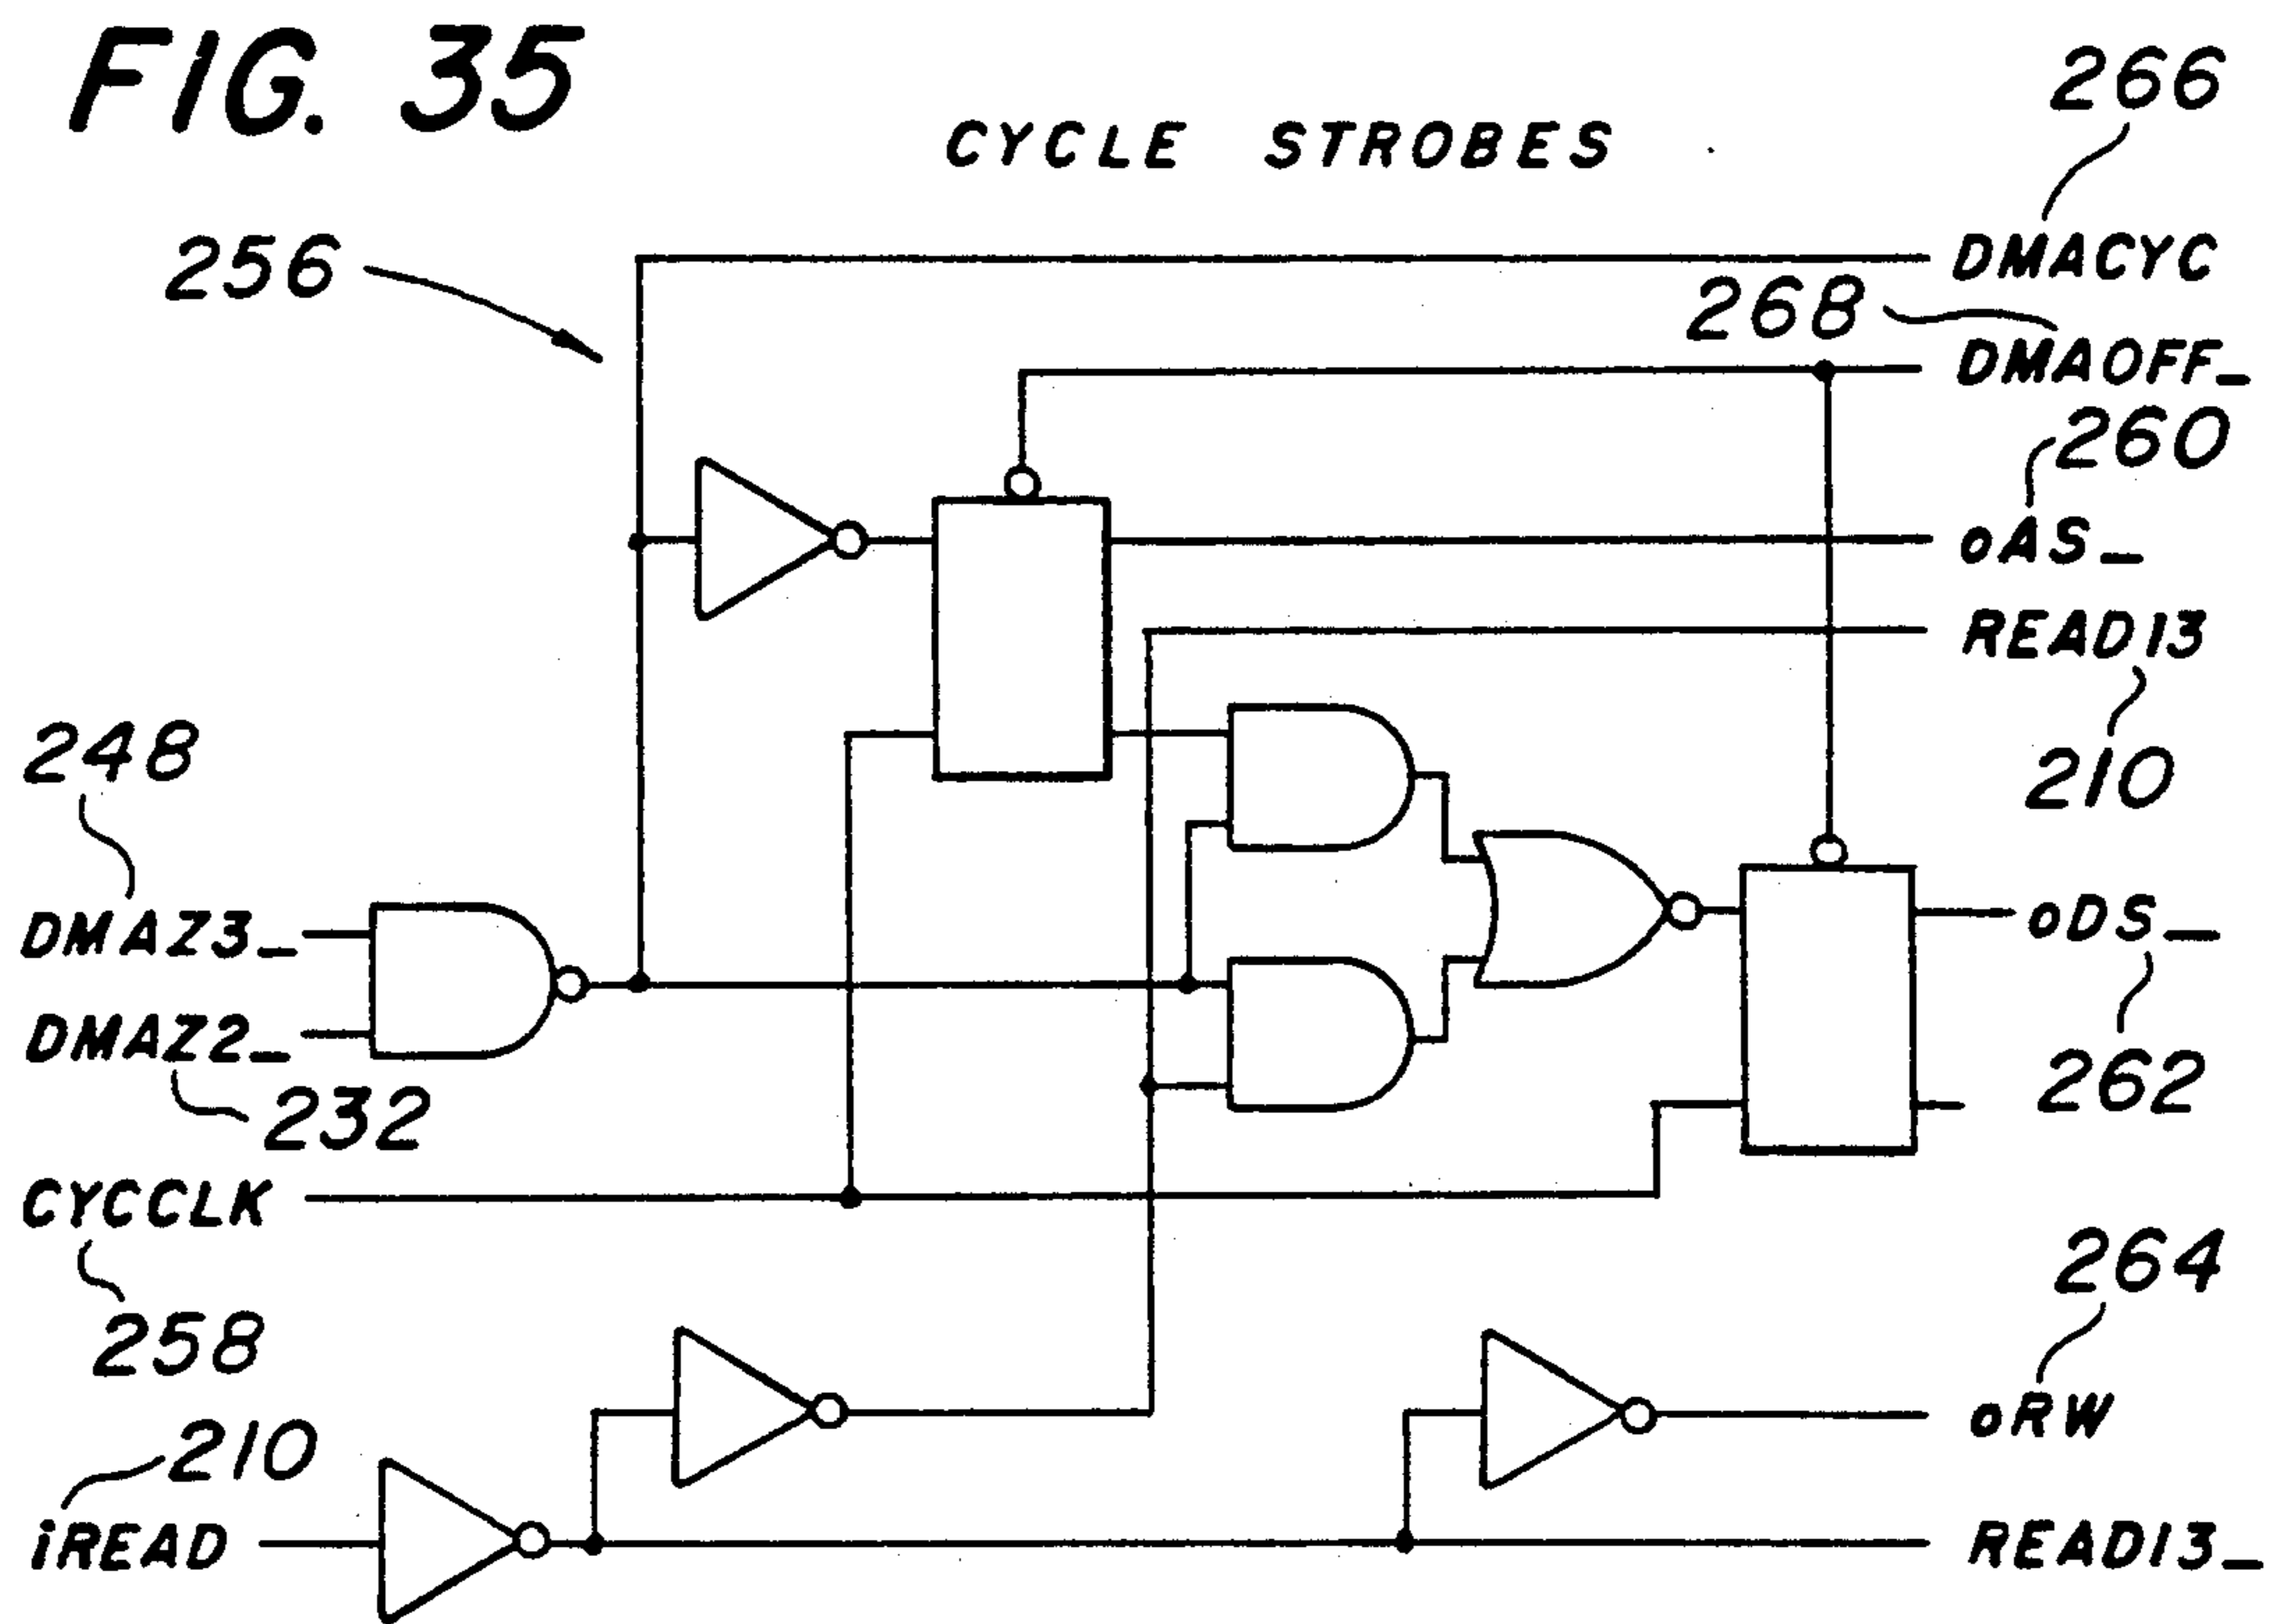 FIG. 35
CYCLE STROBES
266
256
DMACYC
268
DMAOFF_
260
oAS_
READ13
248
210
DMAZ3_
oDS_
DMAZ2_
232
262
CYCCLK
258
264
210
oRW
iREAD
READ13_